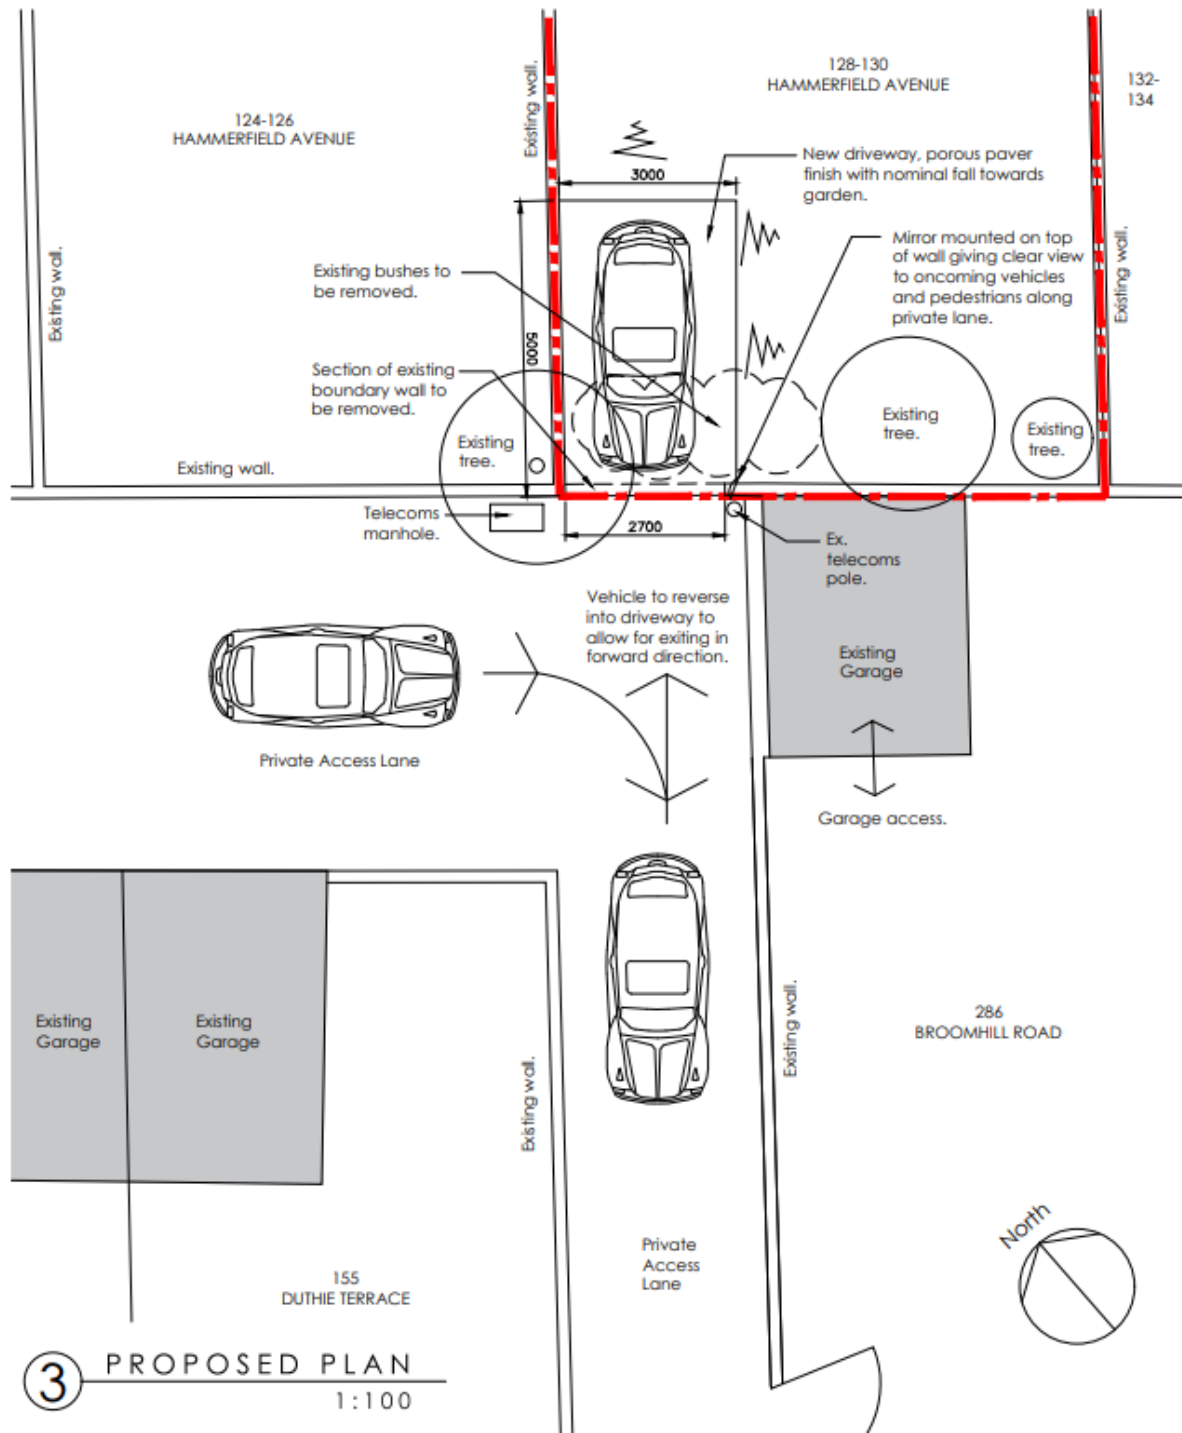 124-126
HAMMERFIELD AVENUE
Existing wall.
128-130
HAMMERFIELD AVENUE
132-
134
3000
New driveway, porous paver
finish with nominal fall towards
garden.
Existing wall.
Existing bushes to
be removed.
Mirror mounted on top
of wall giving clear view
to oncoming vehicles
and pedestrians along
private lane.
Existing wall.
5000
Section of existing
boundary wall to
be removed.
Existing
tree.
Existing
tree.
Existing
tree.
Existing wall.
Telecoms
manhole.
2700
Ex.
telecoms
pole.
Vehicle to reverse
into driveway to
allow for exiting in
forward direction.
Existing
Garage
Private Access Lane
Garage access.
Existing
Garage
Existing
Garage
Existing wall.
Existing wall.
286
BROOMHILL ROAD
North
Private
Access
Lane
155
DUTHIE TERRACE
3
PROPOSED PLAN
1:100